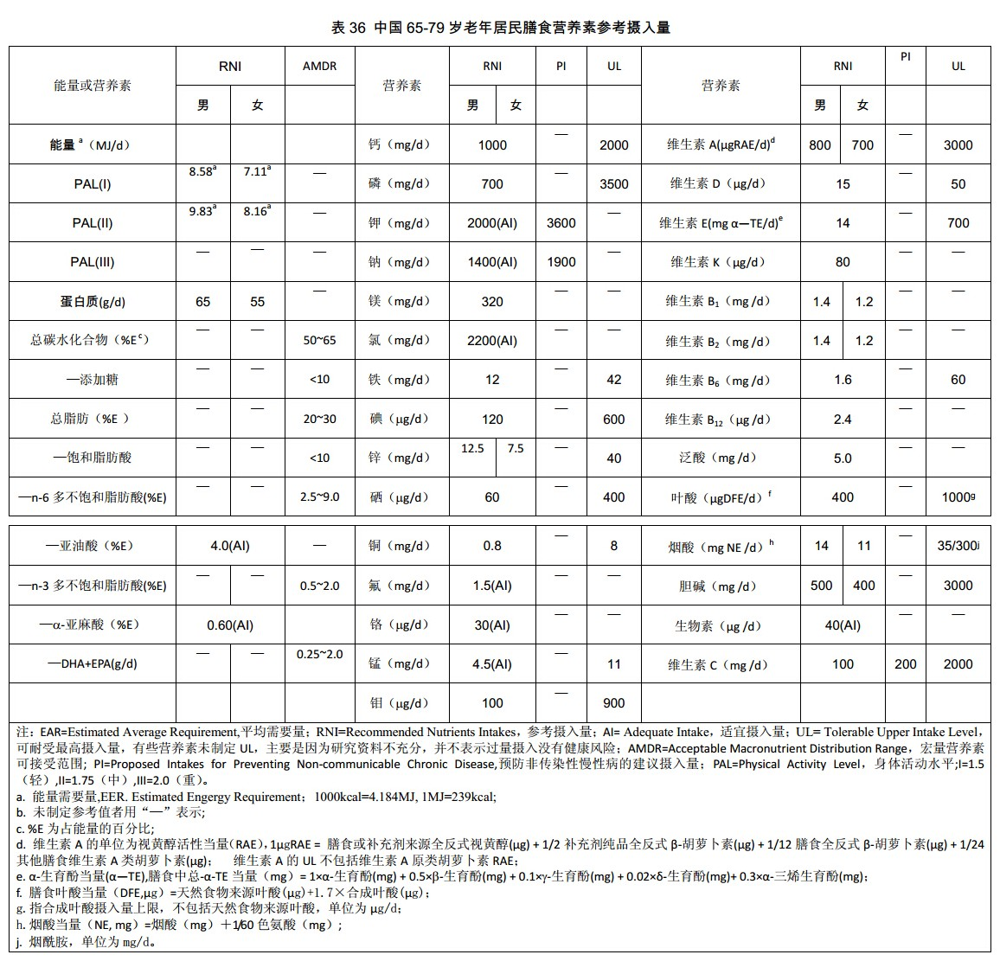 表 36 中国 65-79 岁老年居民膳食营养素参考摄入量
能量或营养素 RNI AMDR 营养素 RNI PI UL 营养素 RNI PI UL
男 女 男 女 男 女
能量 a（MJ/d） 钙（mg/d） 1000 — 2000 维生素 A(μgRAE/d)d 800 700 — 3000
PAL(I) 8.58a 7.11a — 磷（mg/d） 700 — 3500 维生素 D（μg/d） 15 — 50
PAL(II) 9.83a 8.16a — 钾（mg/d） 2000(AI) 3600 — 维生素 E(mg α—TE/d)e 14 — 700
PAL(III) — — — 钠（mg/d） 1400(AI) 1900 — 维生素 K（μg/d） 80 — —
蛋白质(g/d) 65 55 — 镁（mg/d） 320 — — 维生素 B1（mg /d） 1.4 1.2 — —
总碳水化合物（%E c） — — 50~65 氯（mg/d） 2200(AI) — — 维生素 B2（mg /d） 1.4 1.2 — —
—添加糖 — — <10 铁（mg/d） 12 — 42 维生素 B6（mg /d） 1.6 — 60
总脂肪（%E ） — — 20~30 碘（μg/d） 120 — 600 维生素 B12（μg /d） 2.4 — —
—饱和脂肪酸 — — <10 锌（mg/d） 12.5 7.5 — 40 泛酸（mg /d） 5.0 — —
—n-6 多不饱和脂肪酸(%E) — — 2.5~9.0 硒（μg/d） 60 — 400 叶酸（μgDFE/d）f 400 — 1000g
—亚油酸（%E） 4.0(AI) — 铜（mg/d） 0.8 — 8 烟酸（mg NE /d）h 14 11 — 35/300j
—n-3 多不饱和脂肪酸(%E) — — 0.5~2.0 氟（mg/d） 1.5(AI) — — 胆碱（mg /d） 500 400 — 3000
—α-亚麻酸（%E） 0.60(AI) 铬（μg/d） 30(AI) — — 生物素（μg /d） 40(AI) — —
—DHA+EPA(g/d) — — 0.25~2.0 锰（mg/d） 4.5(AI) — 11 维生素 C（mg /d） 100 200 2000
钼（μg/d） 100 — 900
注：EAR=Estimated Average Requirement,平均需要量；RNI=Recommended Nutrients Intakes，参考摄入量；AI= Adequate Intake，适宜摄入量；UL= Tolerable Upper Intake Level，
可耐受最高摄入量，有些营养素未制定 UL，主要是因为研究资料不充分，并不表示过量摄入没有健康风险；AMDR=Acceptable Macronutrient Distribution Range，宏量营养素
可接受范围；PI=Proposed Intakes for Preventing Non-communicable Chronic Disease,预防非传染性慢性病的建议摄入量；PAL=Physical Activity Level，身体活动水平;I=1.5
（轻）,II=1.75（中）,III=2.0（重）。
a. 能量需要量,EER. Estimated Engergy Requirement；1000kcal=4.184MJ, 1MJ=239kcal;
b. 未制定参考值者用“—”表示;
c. %E 为占能量的百分比;
d. 维生素 A 的单位为视黄醇活性当量（RAE），1μgRAE = 膳食或补充剂来源全反式视黄醇(μg) + 1/2 补充剂纯品全反式 β-胡萝卜素(μg) + 1/12 膳食全反式 β-胡萝卜素(μg) + 1/24
其他膳食维生素 A 类胡萝卜素(μg)； 维生素 A 的 UL 不包括维生素 A 原类胡萝卜素 RAE；
e. α-生育酚当量(α—TE),膳食中总-α-TE 当量（mg）= 1×α-生育酚(mg) + 0.5×β-生育酚(mg) + 0.1×γ-生育酚(mg) + 0.02×δ-生育酚(mg)+ 0.3×α-三烯生育酚(mg)；
f. 膳食叶酸当量（DFE,μg）=天然食物来源叶酸(μg)+1.7×合成叶酸(μg)；
g. 指合成叶酸摄入量上限，不包括天然食物来源叶酸，单位为 μg/d；
h. 烟酸当量（NE, mg）=烟酸（mg）＋1/60 色氨酸（mg）;
j. 烟酰胺，单位为 mg/d。